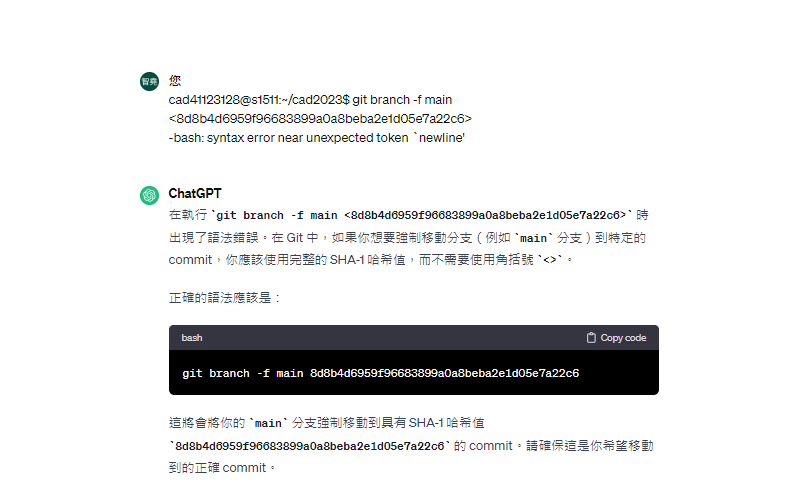 智堯
您
cad41123128@s1511:~/cad2023$ git branch -f main
<8d8b4d6959f96683899a0a8beba2e1d05e7a22c6>
-bash: syntax error near unexpected token `newline'
ChatGPT
在執行 `git branch -f main <8d8b4d6959f96683899a0a8beba2e1d05e7a22c6>` 時
出現了語法錯誤。在 Git 中，如果你想要強制移動分支（例如 `main` 分支）到特定的
commit，你應該使用完整的 SHA-1 哈希值，而不需要使用角括號 `<>`。
正確的語法應該是：
bash
Copy code
git branch -f main 8d8b4d6959f96683899a0a8beba2e1d05e7a22c6
這將會將你的 `main` 分支強制移動到具有 SHA-1 哈希值
`8d8b4d6959f96683899a0a8beba2e1d05e7a22c6` 的 commit。請確保這是你希望移動
到的正確 commit。